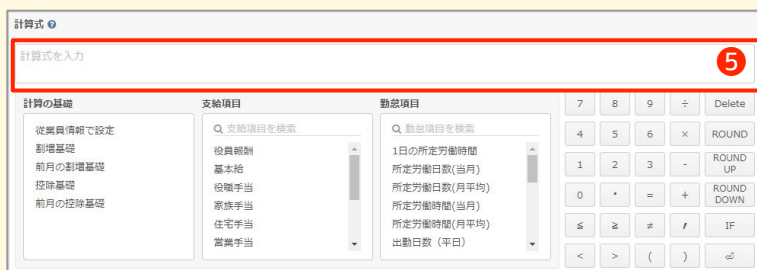 計算式 ?
計算式を入力
5
計算の基礎 支給項目 勤怠項目
従業員情報で設定
割増基礎
前月の割増基礎
控除基礎
前月の控除基礎
支給項目を検索
役員報酬
基本給
役職手当
家族手当
住宅手当
営業手当
勤怠項目を検索
1日の所定労働時間
所定労働日数(当月)
所定労働日数(月平均)
所定労働時間(当月)
所定労働時間(月平均)
出勤日数（平日）
7 8 9 ÷ Delete
4 5 6 × ROUND
1 2 3 - ROUND UP
0 . = + ROUND DOWN
≦ ≧ ≠ , IF
< > ( ) ⏎